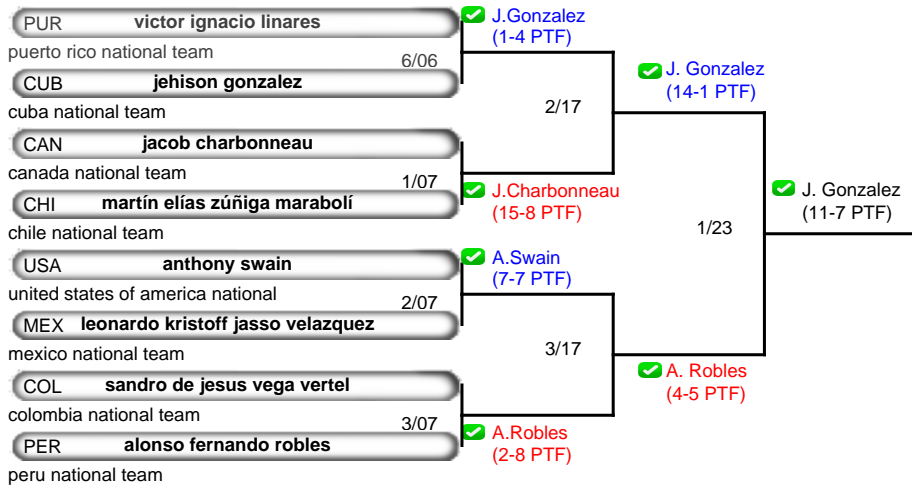 PUR victor ignacio linares
puerto rico national team
6/06
CUB jehison gonzalez
cuba national team
J.Gonzalez
(1-4 PTF)
CAN jacob charbonneau
canada national team
1/07
CHI martín elías zúñiga marabolí
chile national team
J.Charbonneau
(15-8 PTF)
2/17
J. Gonzalez
(14-1 PTF)
USA anthony swain
united states of america national
2/07
MEX leonardo kristoff jasso velazquez
mexico national team
A.Swain
(7-7 PTF)
COL sandro de jesus vega vertel
colombia national team
3/07
PER alonso fernando robles
peru national team
A.Robles
(2-8 PTF)
3/17
A. Robles
(4-5 PTF)
1/23
J. Gonzalez
(11-7 PTF)